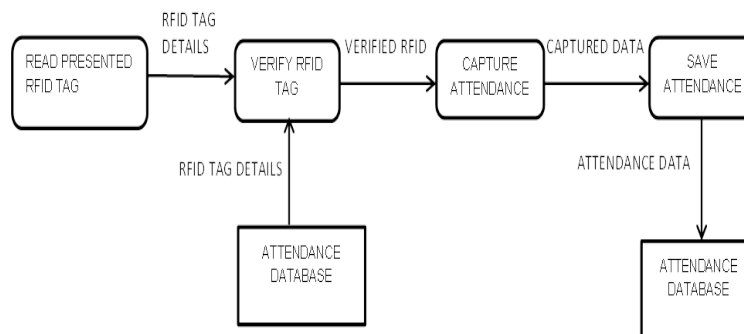 RFID TAG
DETAILS
READ PRESENTED
RFID TAG
VERIFY RFID
TAG
VERIFIED RFID
CAPTURE
ATTENDANCE
CAPTURED DATA
SAVE
ATTENDANCE
RFID TAG DETAILS
ATTENDANCE DATA
ATTENDANCE
DATABASE
ATTENDANCE
DATABASE